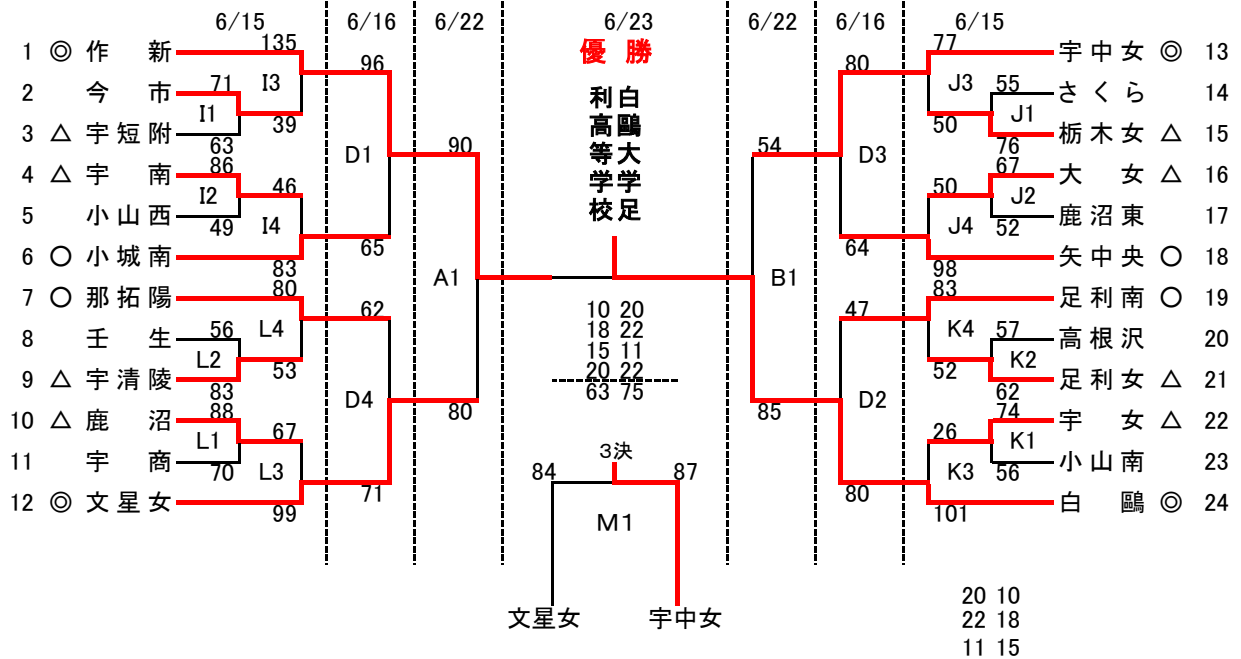 6/15 6/16 6/22 6/23 6/22 6/16 6/15
優 勝
白鷗大学足
利高等学校
1 ◎ 作 新 135
2 今 市 71
3 △ 宇短附 63
I1
I3
39
4 △ 宇 南 86
5 小山西 49
6 ○ 小城南 83
I2
46
I4
7 ○ 那拓陽 80
8 壬 生 56
9 △ 宇清陵 83
L2
L4
53
10 △ 鹿 沼 88
11 宇 商 70
12 ◎ 文星女 99
L1
67
L3
96
D1
65
62
D4
71
90
A1
80
10 20
18 22
15 11
20 22
63 75
3決
84 87
M1
文星女 宇中女
54
B1
85
80
D3
64
47
D2
80
77 宇中女 ◎ 13
55 さくら 14
76 栃木女 △ 15
J3
J1
50
67 大 女 △ 16
52 鹿沼東 17
98 矢中央 ○ 18
50
J2
J4
83 足利南 ○ 19
57 高根沢 20
62 足利女 △ 21
K4
K2
52
74 宇 女 △ 22
56 小山南 23
101 白 鷗 ◎ 24
26
K1
K3
20 10
22 18
11 15